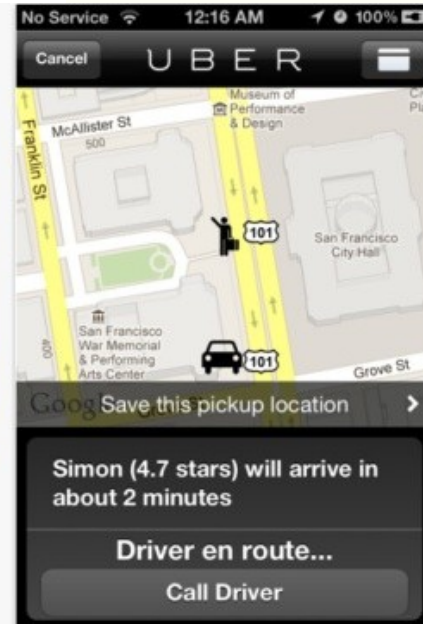 No Service 12:16 AM 100%
Cancel UBER
Museum of
Performance
& Design
McAllister St
500
Franklin St
101
San Francisco
City Hall
San Francisco
War Memorial
& Performing
Arts Center
400
101
Grove St
Save this pickup location
Simon (4.7 stars) will arrive in
about 2 minutes
Driver en route...
Call Driver